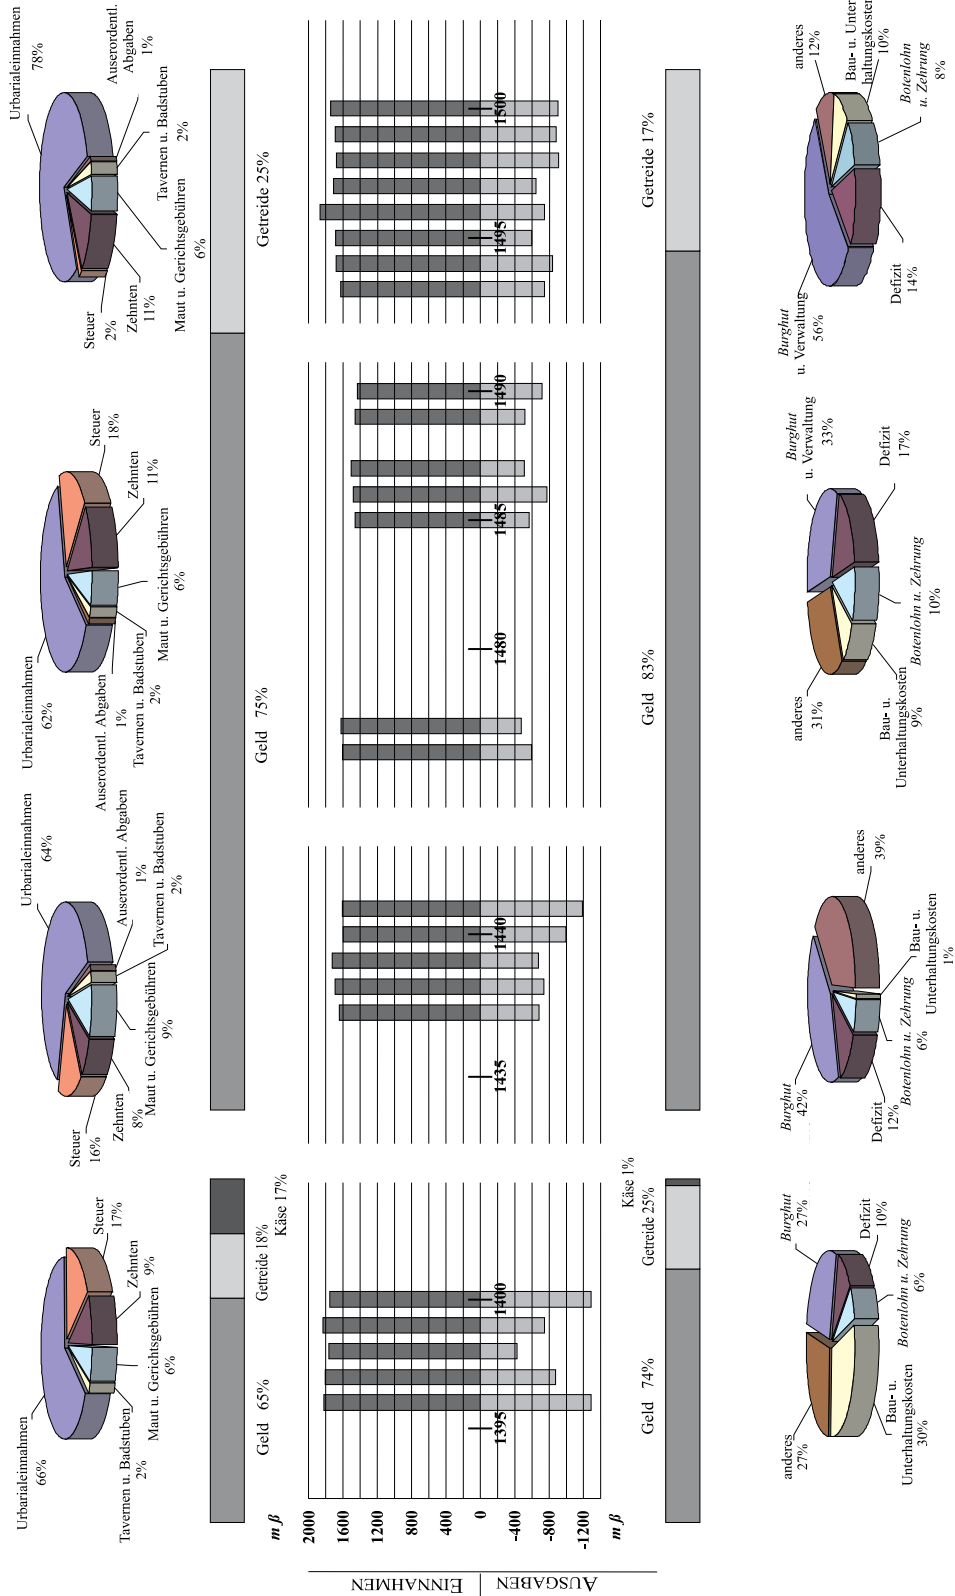 Urbarialeinnahmen
66%
Steuer
17%
Zehnten
9%
Maut u. Gerichtsgebühren
6%
Tavernen u. Badstuben
2%
Urbarialeinnahmen
64%
Auserordentl. Abgaben
1%
Tavernen u. Badstuben
2%
Maut u. Gerichtsgebühren
9%
Zehnten
8%
Steuer
16%
Urbarialeinnahmen
62%
Steuer
18%
Zehnten
11%
Maut u. Gerichtsgebühren
6%
Tavernen u. Badstuben
2%
Auserordentl. Abgaben
1%
Urbarialeinnahmen
78%
Auserordentl.
Abgaben
1%
Tavernen u. Badstuben
2%
Maut u. Gerichtsgebühren
6%
Zehnten
11%
Steuer
2%
Geld 65%
Getreide 18%
Käse 17%
Geld 75%
Getreide 25%
EINNAHMEN
AUSGABEN
m ß
2000
1600
1200
800
400
0
-400
-800
-1200
m ß
1395
1400
1435
1440
1480
1485
1490
1495
1500
Geld 74%
Getreide 25%
Käse 1%
Geld 83%
Getreide 17%
Burghut
27%
Defizit
10%
Botenlohn u. Zehrung
6%
Bau- u.
Unterhaltungskosten
30%
anderes
27%
Burghut
42%
anderes
39%
Bau- u.
Unterhaltungskosten
1%
Botenlohn u. Zehrung
6%
Defizit
12%
Burghut
u. Verwaltung
33%
Defizit
17%
Botenlohn u. Zehrung
10%
Bau- u.
Unterhaltungskosten
9%
anderes
31%
Burghut
u. Verwaltung
56%
anderes
12%
Bau- u. Unter
haltungskosten
10%
Botenlohn
u. Zehrung
8%
Defizit
14%